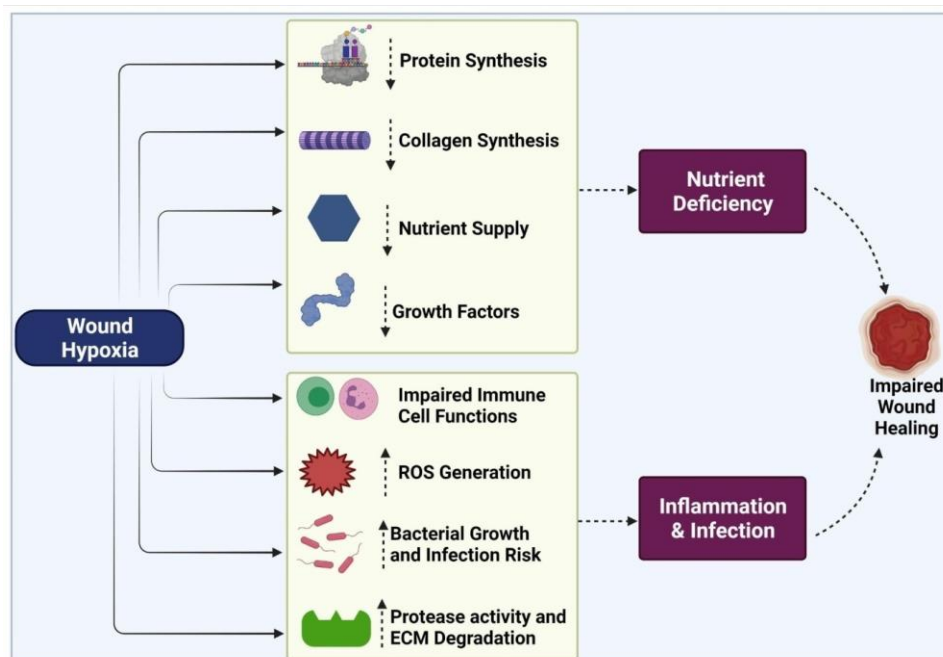 Wound
Hypoxia
Protein Synthesis
Collagen Synthesis
Nutrient Supply
Growth Factors
Impaired Immune
Cell Functions
ROS Generation
Bacterial Growth
and Infection Risk
Protease activity and
ECM Degradation
Nutrient
Deficiency
Inflammation
& Infection
Impaired
Wound
Healing